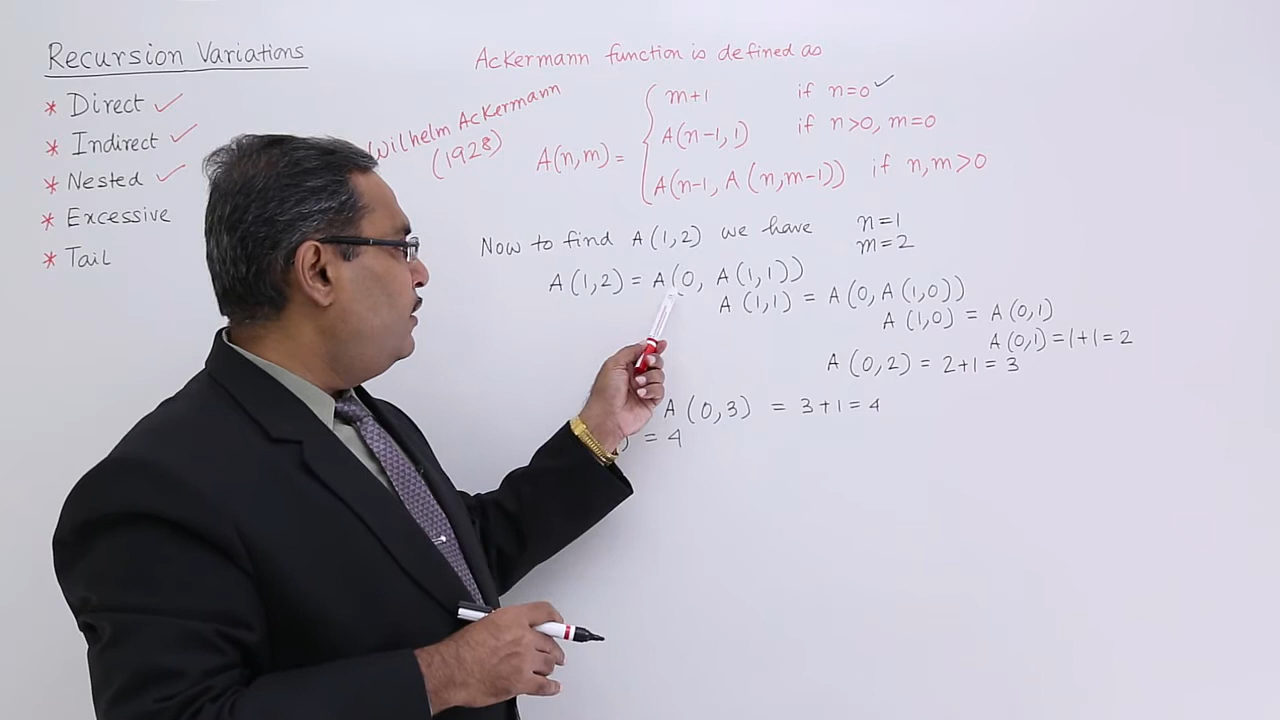 Recursion Variations
* Direct ✓
* Indirect ✓
* Nested ✓
* Excessive
* Tail
Wilhelm Ackermann
(1928)
Ackermann function is defined as
m+1 if n=0 ✓
A(n,m) = A(n-1, 1) if n>0, m=0
A(n-1, A(n,m-1)) if n,m>0
Now to find A(1,2) we have n=1
m=2
A(1,2) = A(0, A(1,1))
A(1,1) = A(0, A(1,0))
A(1,0) = A(0,1)
A(0,1) = 1+1 = 2
A(0,2) = 2+1 = 3
A(0,3) = 3+1 = 4
) = 4